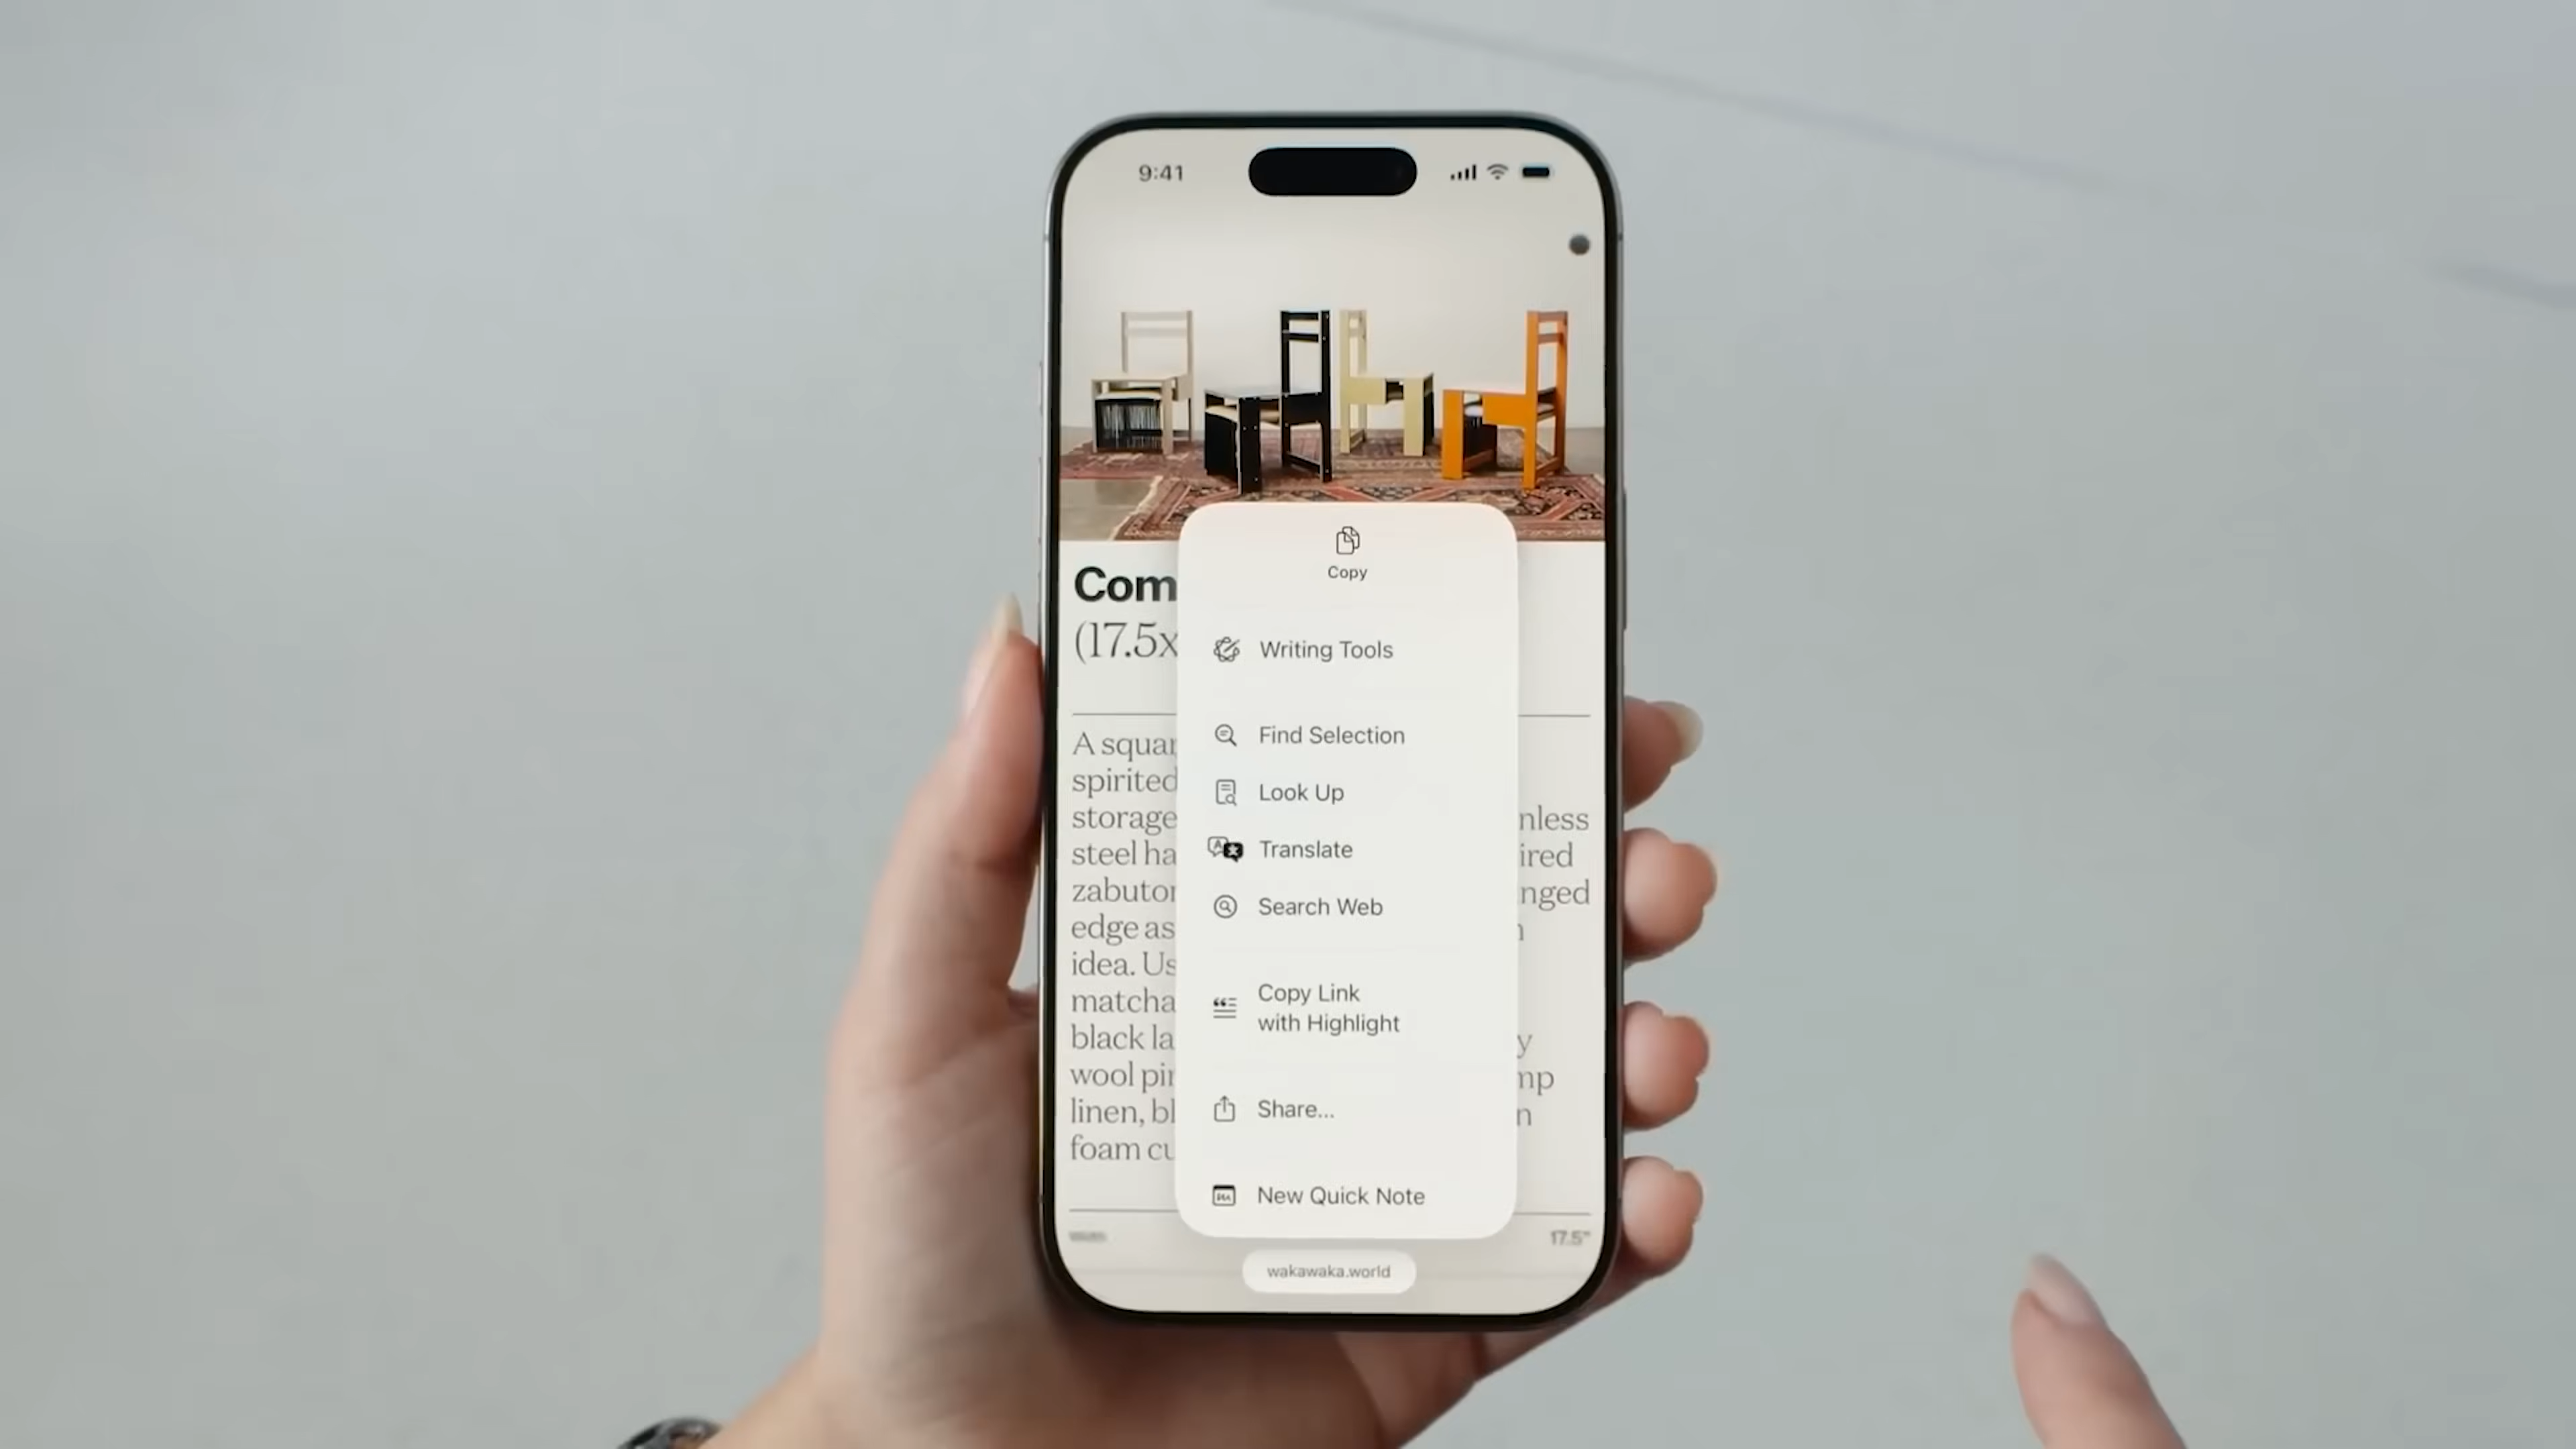 9:41
Copy
Com
(17.5x
Writing Tools
Find Selection
Look Up
Translate
Search Web
Copy Link
with Highlight
Share...
New Quick Note
A squar
spirited
storage
nless
steel ha
ired
zabuton
nged
edge as
idea. Us
matcha
black la
y
wool pin
mp
linen, bl
n
foam cu
Width
17.5"
wakawaka.world